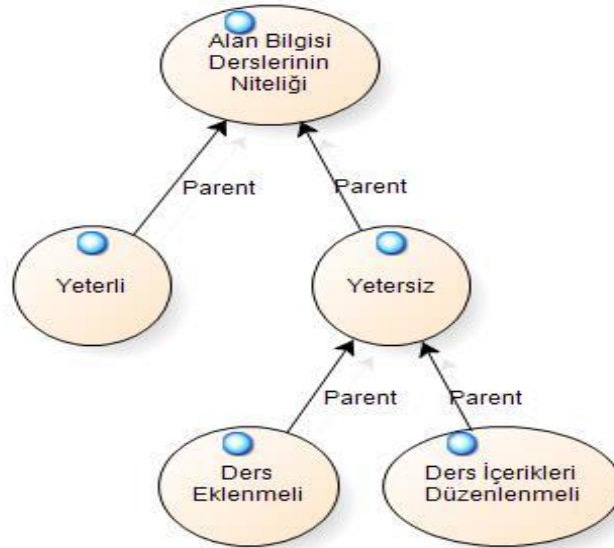 Alan Bilgisi
Derslerinin
Niteliği
Parent
Parent
Yeterli
Yetersiz
Parent
Parent
Ders
Eklenmeli
Ders İçerikleri
Düzenlenmeli